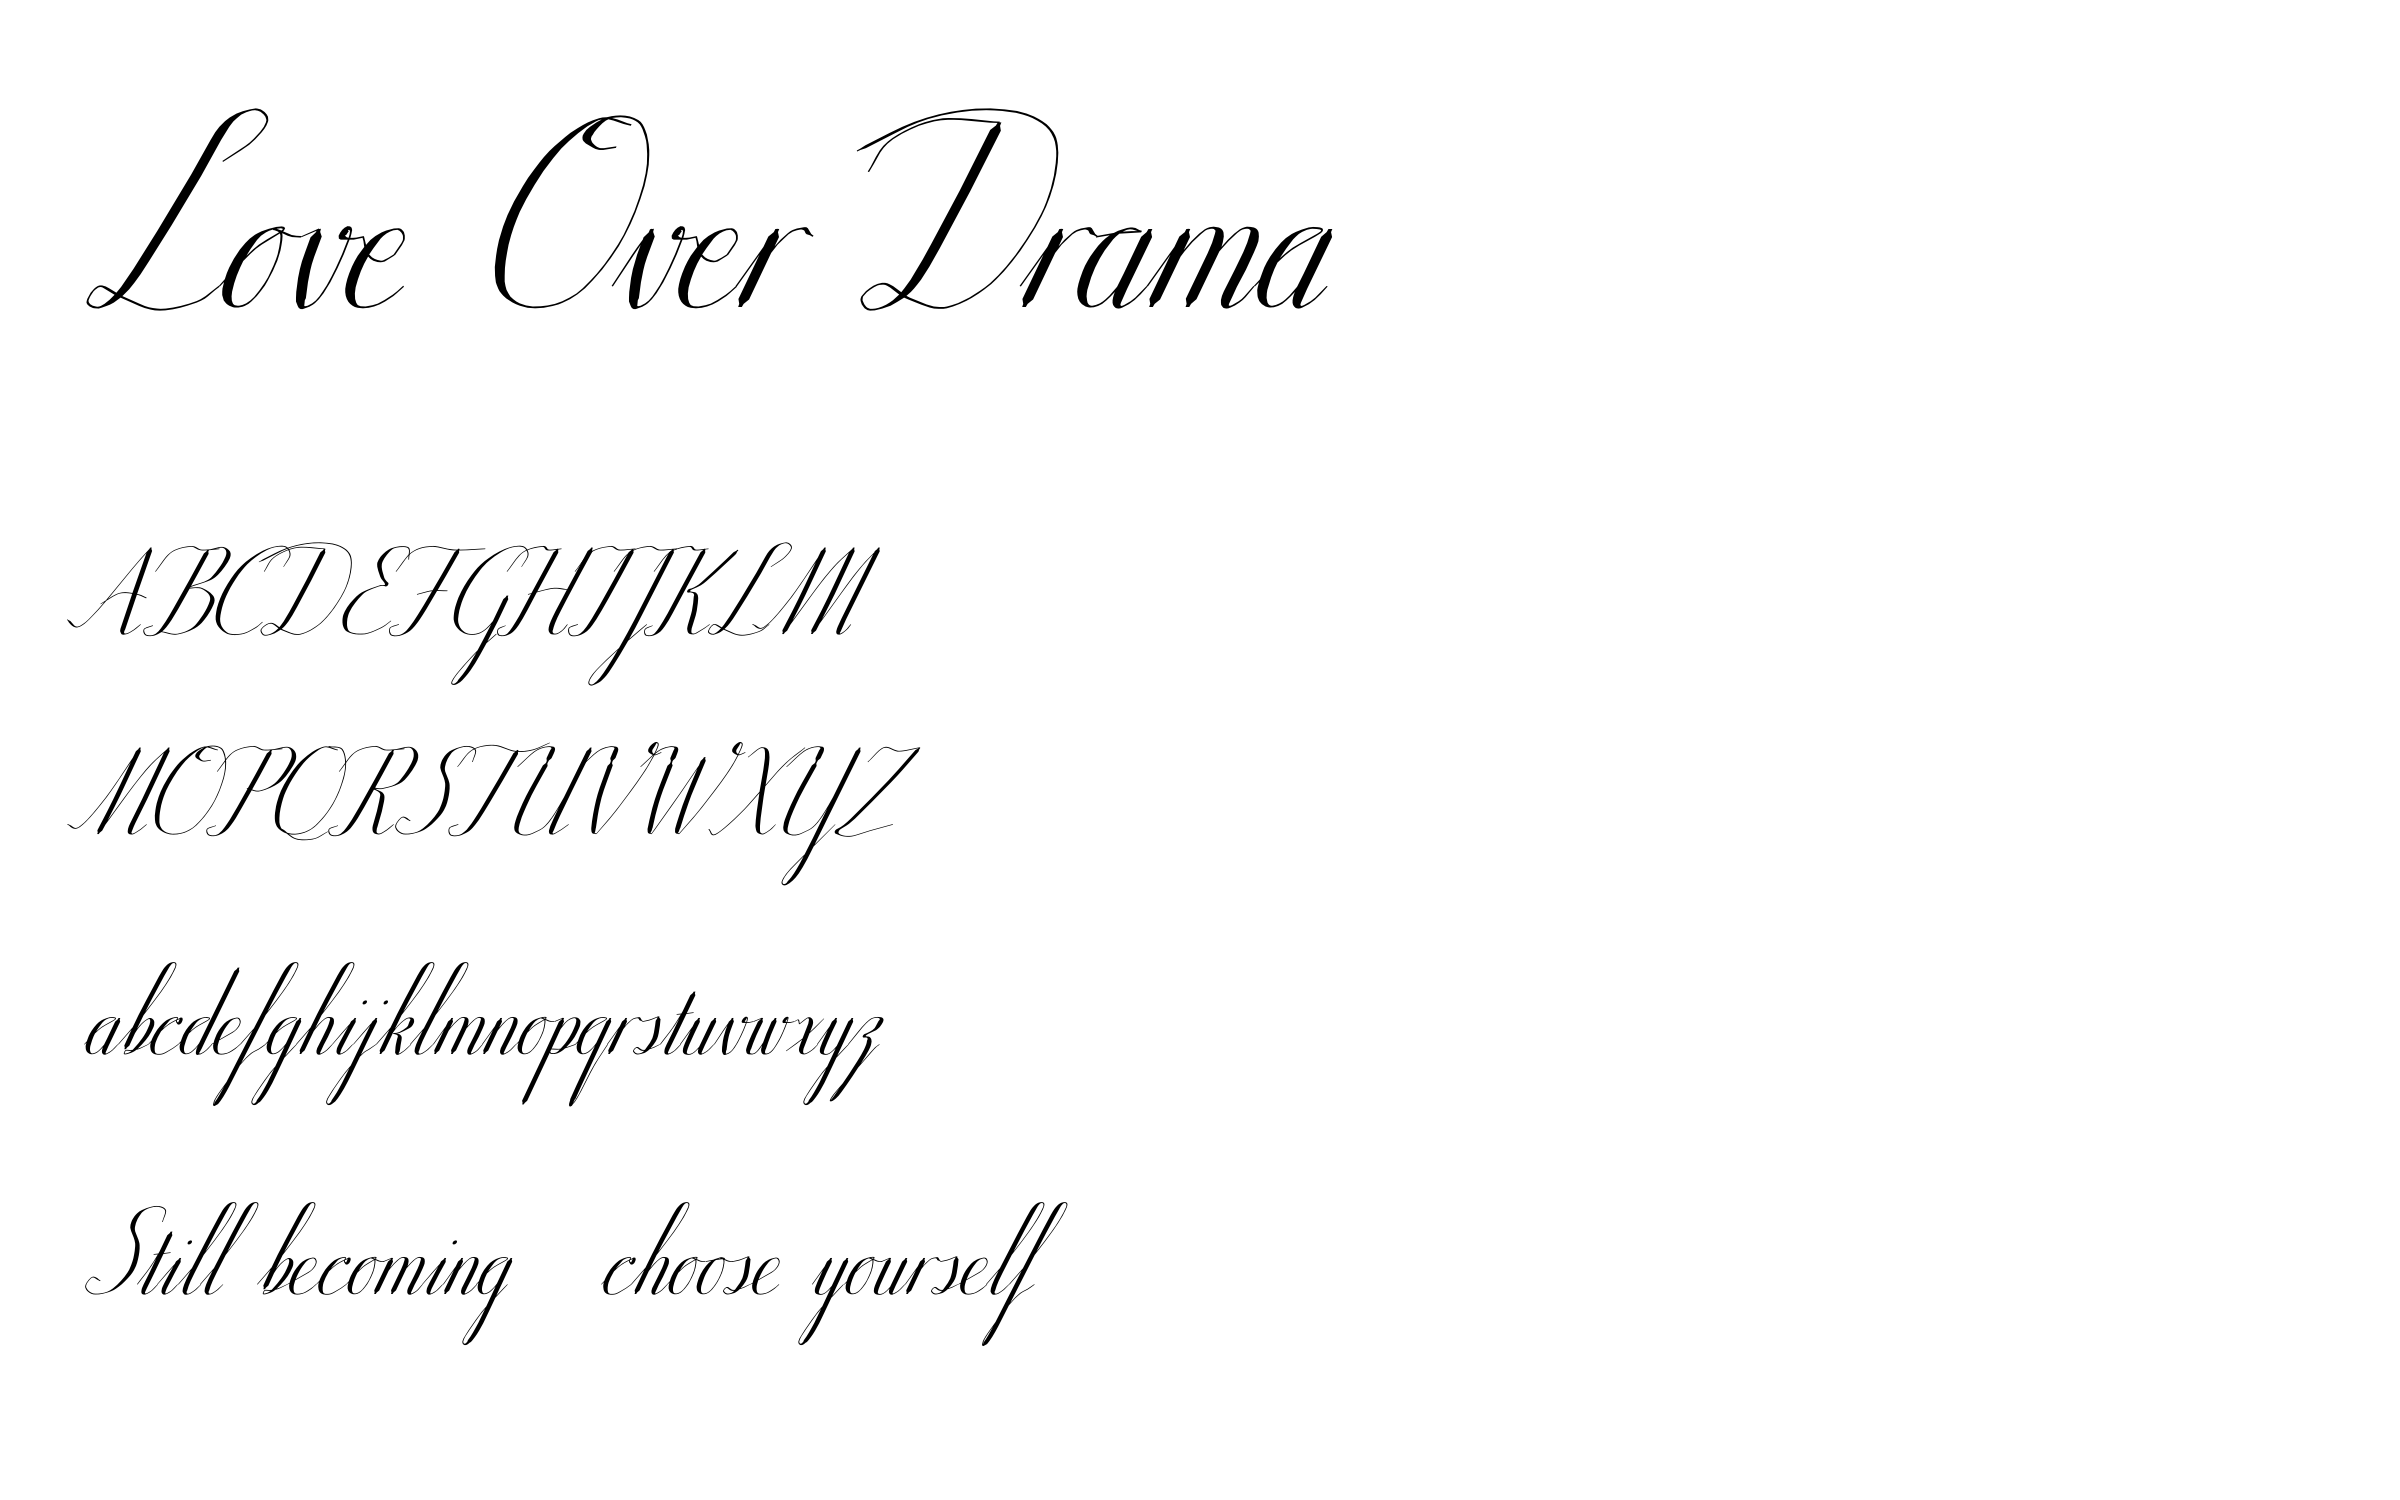 Love Over Drama
ABCDEFGHIJKLM
NOPQRSTUVWXYZ
abcdefghijklmnopqrstuvwxyz
Still becoming choose yourself